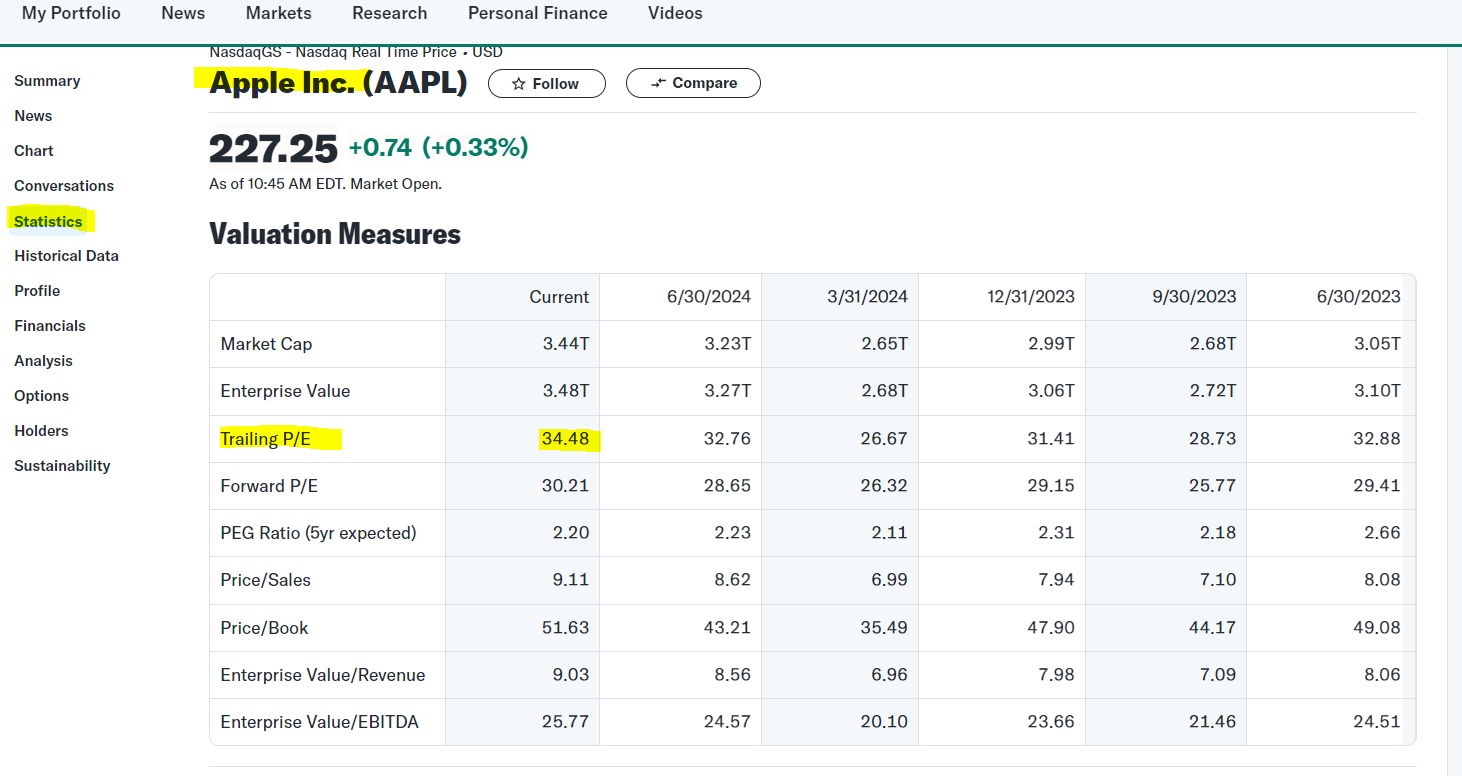 My Portfolio News Markets Research Personal Finance Videos
NasdaqGS - Nasdaq Real Time Price • USD
Apple Inc. (AAPL) Follow Compare
227.25 +0.74 (+0.33%)
As of 10:45 AM EDT. Market Open.
Summary
News
Chart
Conversations
Statistics
Historical Data
Profile
Financials
Analysis
Options
Holders
Sustainability
Valuation Measures
Current 6/30/2024 3/31/2024 12/31/2023 9/30/2023 6/30/2023
Market Cap 3.44T 3.23T 2.65T 2.99T 2.68T 3.05T
Enterprise Value 3.48T 3.27T 2.68T 3.06T 2.72T 3.10T
Trailing P/E 34.48 32.76 26.67 31.41 28.73 32.88
Forward P/E 30.21 28.65 26.32 29.15 25.77 29.41
PEG Ratio (5yr expected) 2.20 2.23 2.11 2.31 2.18 2.66
Price/Sales 9.11 8.62 6.99 7.94 7.10 8.08
Price/Book 51.63 43.21 35.49 47.90 44.17 49.08
Enterprise Value/Revenue 9.03 8.56 6.96 7.98 7.09 8.06
Enterprise Value/EBITDA 25.77 24.57 20.10 23.66 21.46 24.51